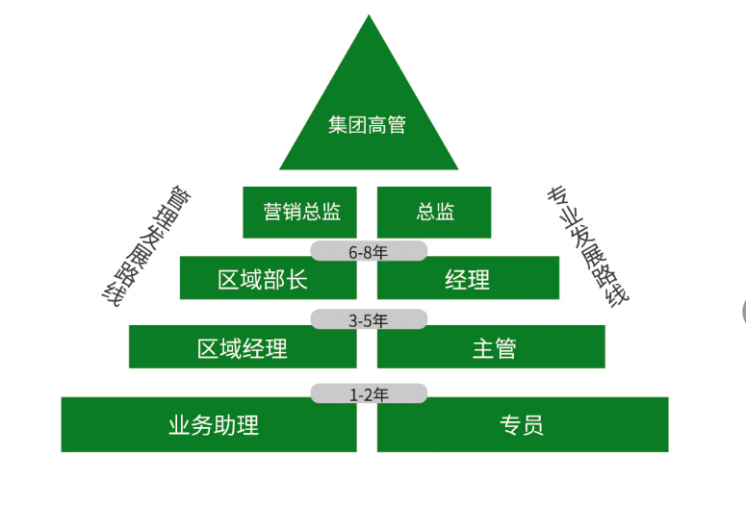 集团高管
管理发展路线
专业发展路线
营销总监
总监
6-8年
区域部长
经理
3-5年
区域经理
主管
1-2年
业务助理
专员